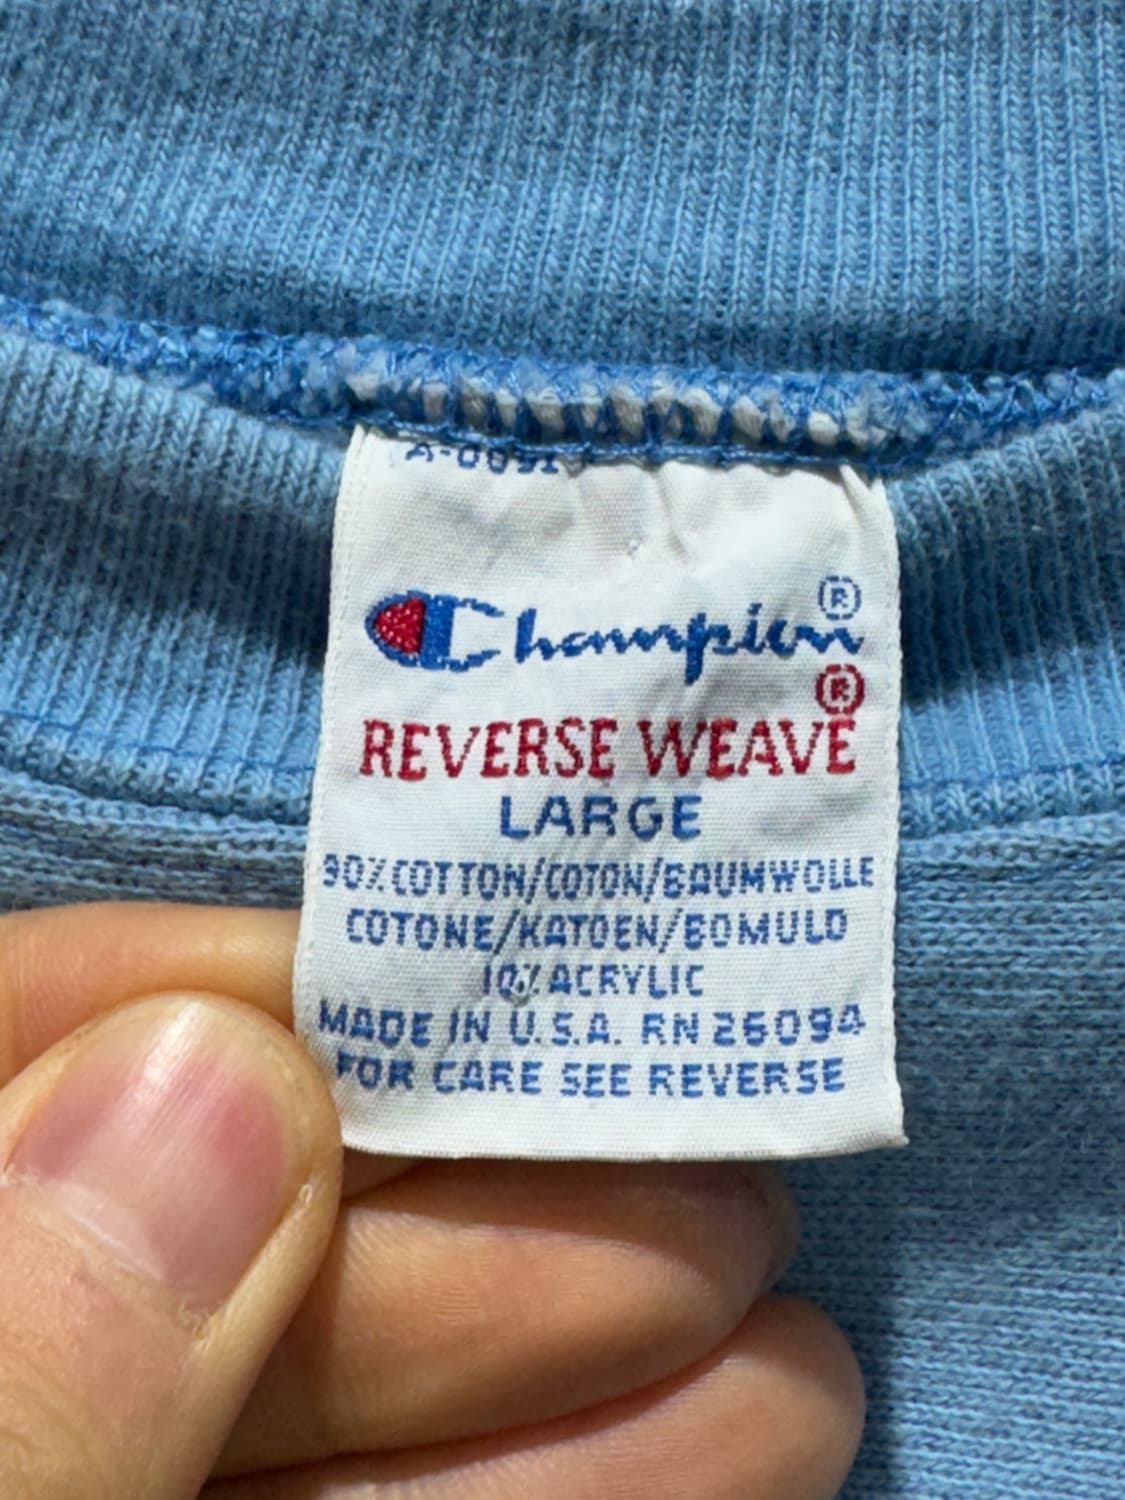 A-0091
Champion®
®
REVERSE WEAVE
LARGE
90% COTTON/COTON/BAUMWOLLE
COTONE/KATOEN/BOMULD
10% ACRYLIC
MADE IN U.S.A. RN 26094
FOR CARE SEE REVERSE